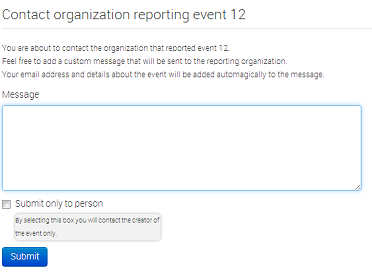 Contact organization reporting event 12
You are about to contact the organization that reported event 12.
Feel free to add a custom message that will be sent to the reporting organization.
Your email address and details about the event will be added automagically to the message.
Message
Submit only to person
By selecting this box you will contact the creator of
the event only.
Submit